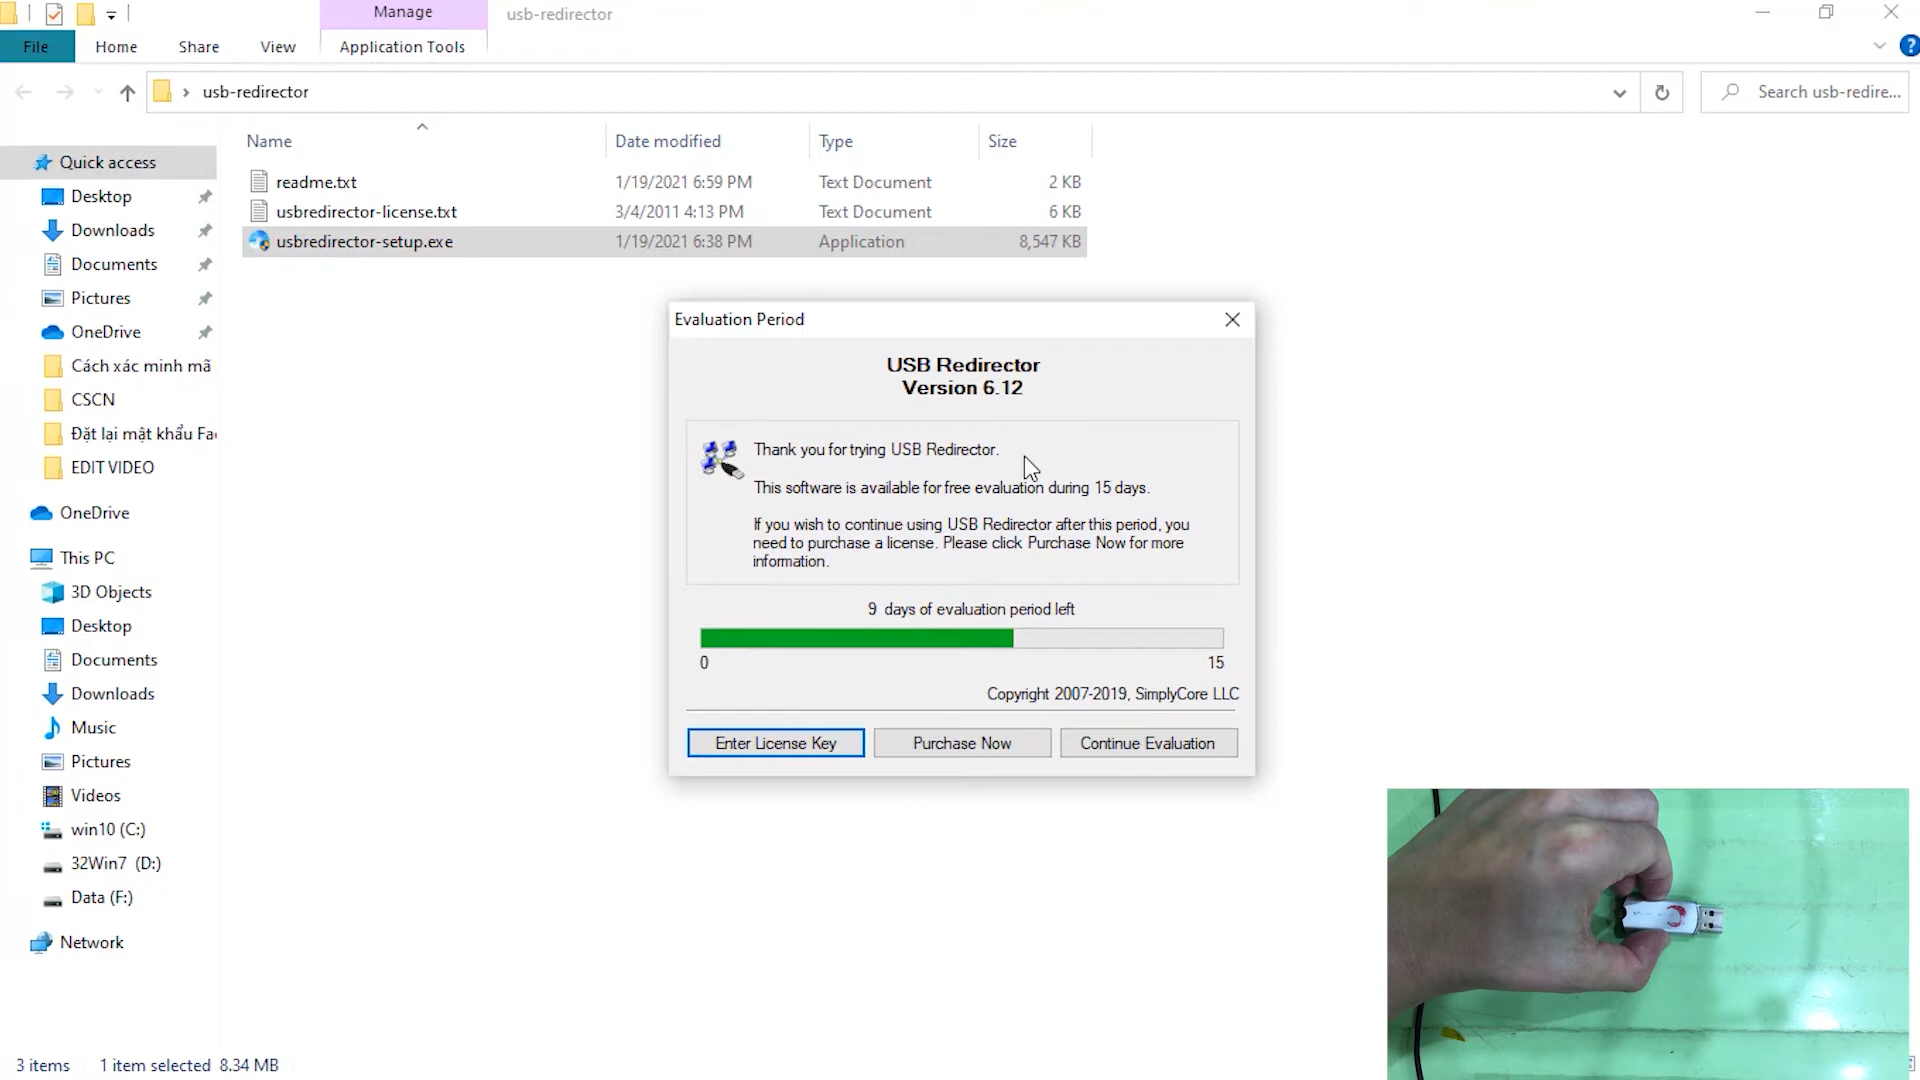 Manage
usb-redirector
File
Home
Share
View
Application Tools
usb-redirector
Search usb-redire...
Name
Date modified
Type
Size
readme.txt
1/19/2021 6:59 PM
Text Document
2 KB
usbredirector-license.txt
3/4/2011 4:13 PM
Text Document
6 KB
usbredirector-setup.exe
1/19/2021 6:38 PM
Application
8,547 KB
Quick access
Desktop
Downloads
Documents
Pictures
OneDrive
Cách xác minh mã
CSCN
Đặt lại mật khẩu Fac
EDIT VIDEO
OneDrive
This PC
3D Objects
Desktop
Documents
Downloads
Music
Pictures
Videos
win10 (C:)
32Win7 (D:)
Data (F:)
Network
Evaluation Period
USB Redirector
Version 6.12
Thank you for trying USB Redirector.
This software is available for free evaluation during 15 days.
If you wish to continue using USB Redirector after this period, you
need to purchase a license. Please click Purchase Now for more
information.
9 days of evaluation period left
0
15
Copyright 2007-2019, SimplyCore LLC
Enter License Key
Purchase Now
Continue Evaluation
3 items
1 item selected 8.34 MB